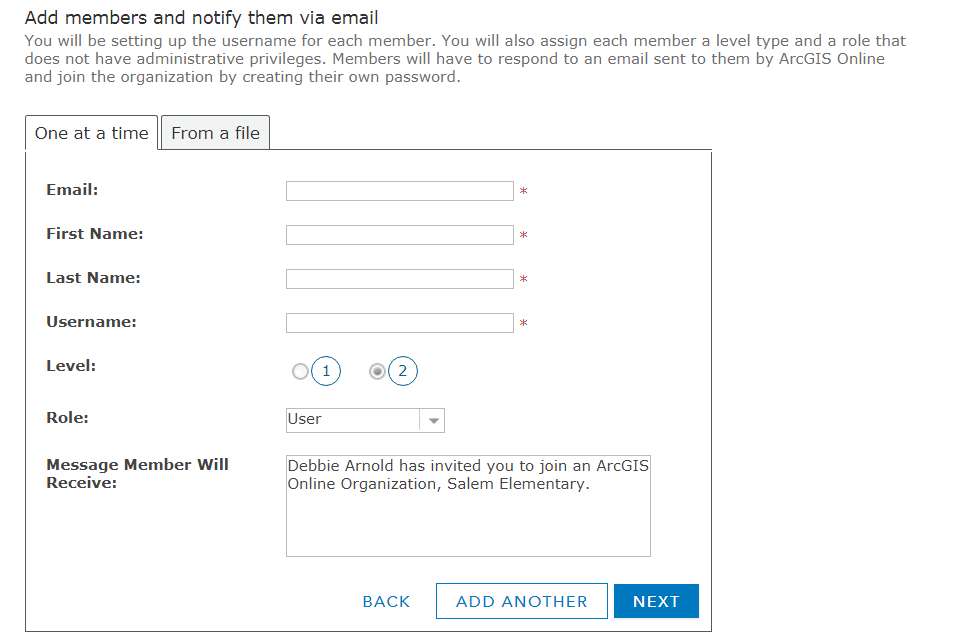 Add members and notify them via email
You will be setting up the username for each member. You will also assign each member a level type and a role that
does not have administrative privileges. Members will have to respond to an email sent to them by ArcGIS Online
and join the organization by creating their own password.
One at a time From a file
Email: *
First Name: *
Last Name: *
Username: *
Level: 1 2
Role: User
Message Member Will
Receive:
Debbie Arnold has invited you to join an ArcGIS
Online Organization, Salem Elementary.
BACK ADD ANOTHER NEXT